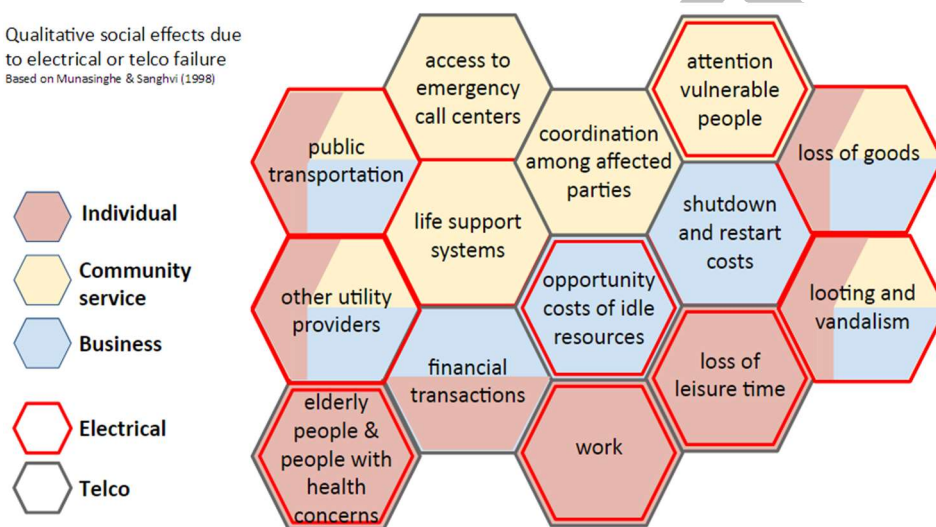 Qualitative social effects due
to electrical or telco failure
Based on Munasinghe & Sanghvi (1998)
access to
emergency
call centers
attention
vulnerable
people
public
transportation
coordination
among affected
parties
loss of goods
life support
systems
shutdown
and restart
costs
other utility
providers
opportunity
costs of idle
resources
looting and
vandalism
financial
transactions
loss of
leisure time
elderly
people &
people with
health
concerns
work
Individual
Community
service
Business
Electrical
Telco